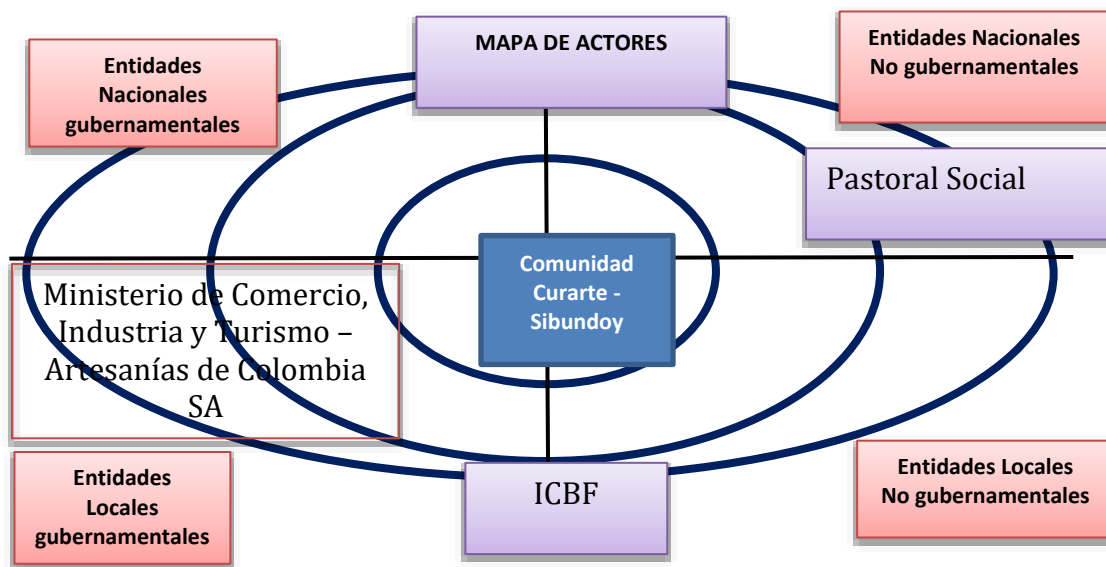 MAPA DE ACTORES
Entidades
Nacionales
gubernamentales
Entidades Nacionales
No gubernamentales
Pastoral Social
Comunidad
Curarte -
Sibundoy
Ministerio de Comercio,
Industria y Turismo –
Artesanías de Colombia
SA
Entidades
Locales
gubernamentales
ICBF
Entidades Locales
No gubernamentales